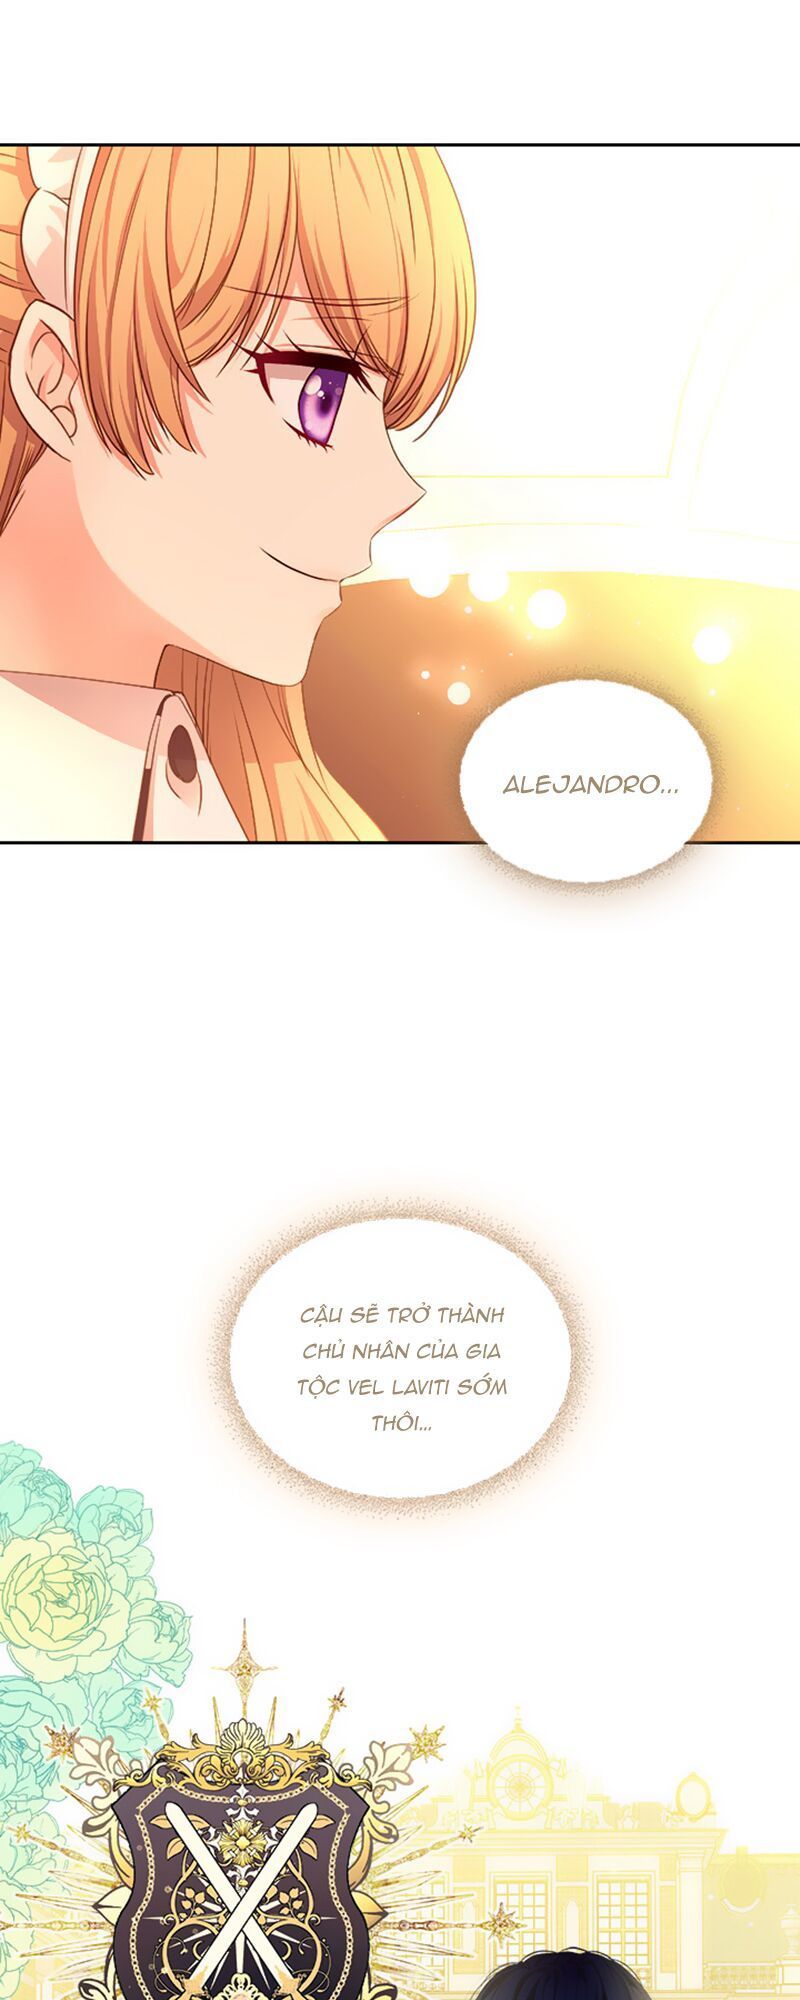 ALEJANDRO...
CẬU SẼ TRỞ THÀNH
CHỦ NHÂN CỦA GIA
TỘC VEL LAVITI SỚM
THÔI...